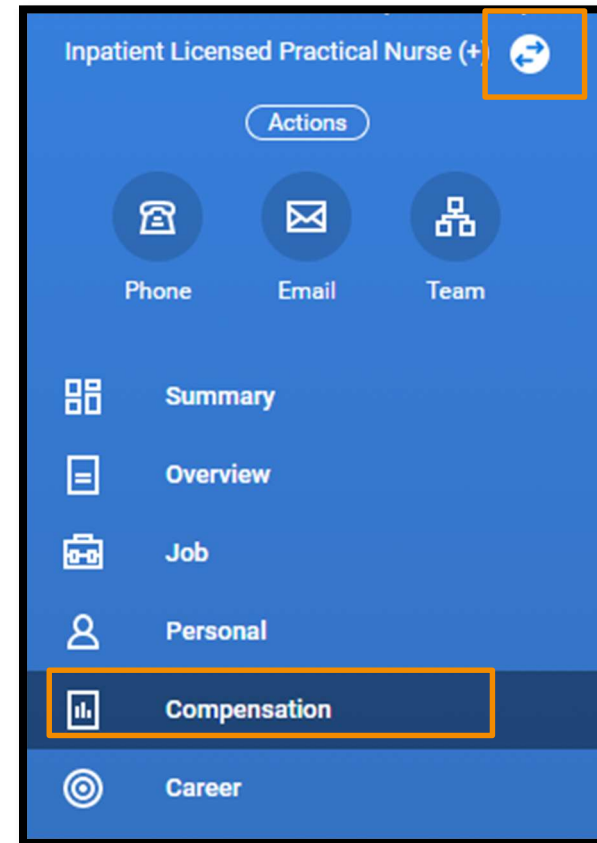 Inpatient Licensed Practical Nurse (+)
Actions
Phone Email Team
Summary
Overview
Job
Personal
Compensation
Career